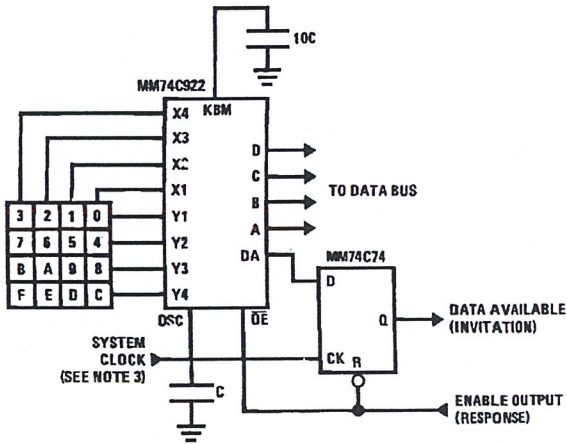 10C
MM74C922
KBM
X4
X3
X2
X1
Y1
Y2
Y3
Y4
D
C
B
A
DA
TO DATA BUS
3 2 1 0
7 6 5 4
B A 9 8
F E D C
OSC
OE
MM74C74
D
Q
CK
R
DATA AVAILABLE
(INVITATION)
SYSTEM
CLOCK
(SEE NOTE 3)
C
ENABLE OUTPUT
(RESPONSE)